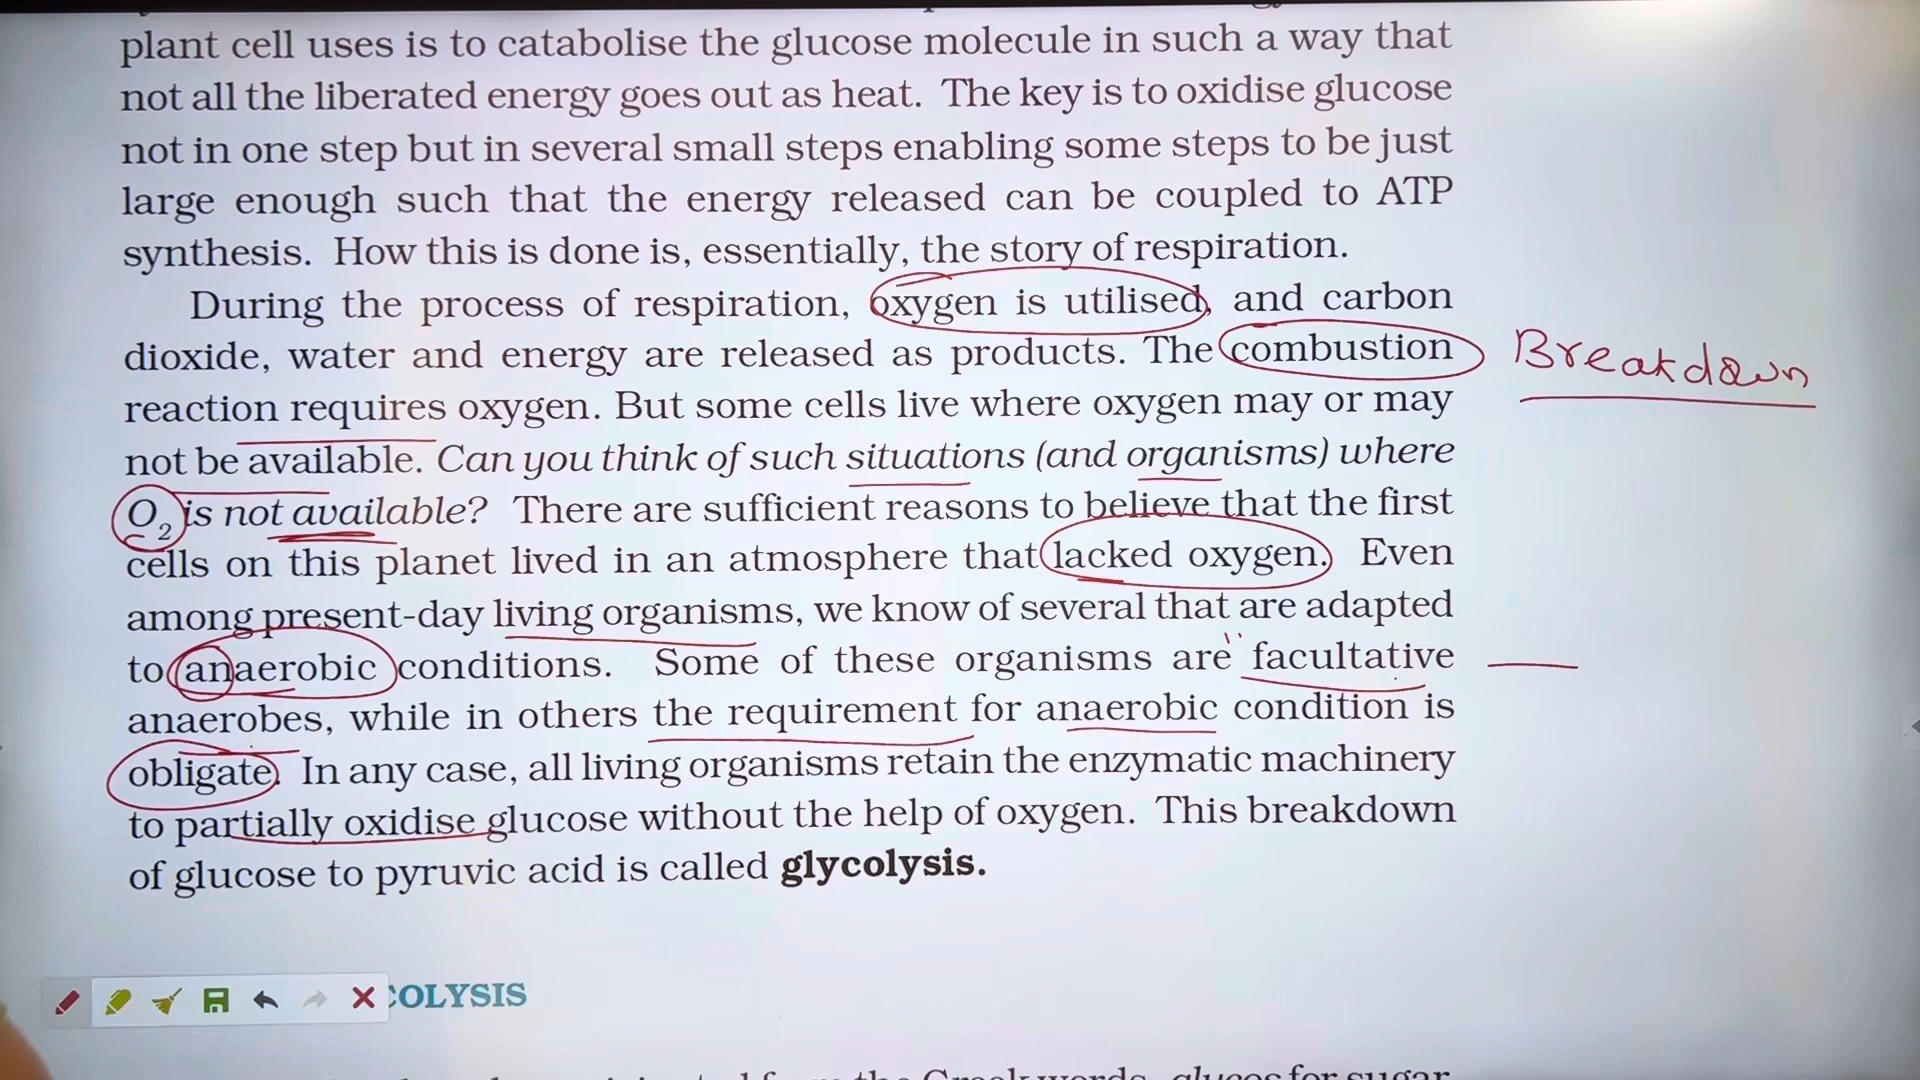 plant cell uses is to catabolise the glucose molecule in such a way that
not all the liberated energy goes out as heat. The key is to oxidise glucose
not in one step but in several small steps enabling some steps to be just
large enough such that the energy released can be coupled to ATP
synthesis. How this is done is, essentially, the story of respiration.
During the process of respiration, oxygen is utilised, and carbon
dioxide, water and energy are released as products. The combustion
Breakdown
reaction requires oxygen. But some cells live where oxygen may or may
not be available. Can you think of such situations (and organisms) where
O2 is not available? There are sufficient reasons to believe that the first
cells on this planet lived in an atmosphere that lacked oxygen. Even
among present-day living organisms, we know of several that are adapted
to anaerobic conditions. Some of these organisms are facultative
anaerobes, while in others the requirement for anaerobic condition is
obligate. In any case, all living organisms retain the enzymatic machinery
to partially oxidise glucose without the help of oxygen. This breakdown
of glucose to pyruvic acid is called glycolysis.
COLYSIS
the Greek words, glycos for sugar